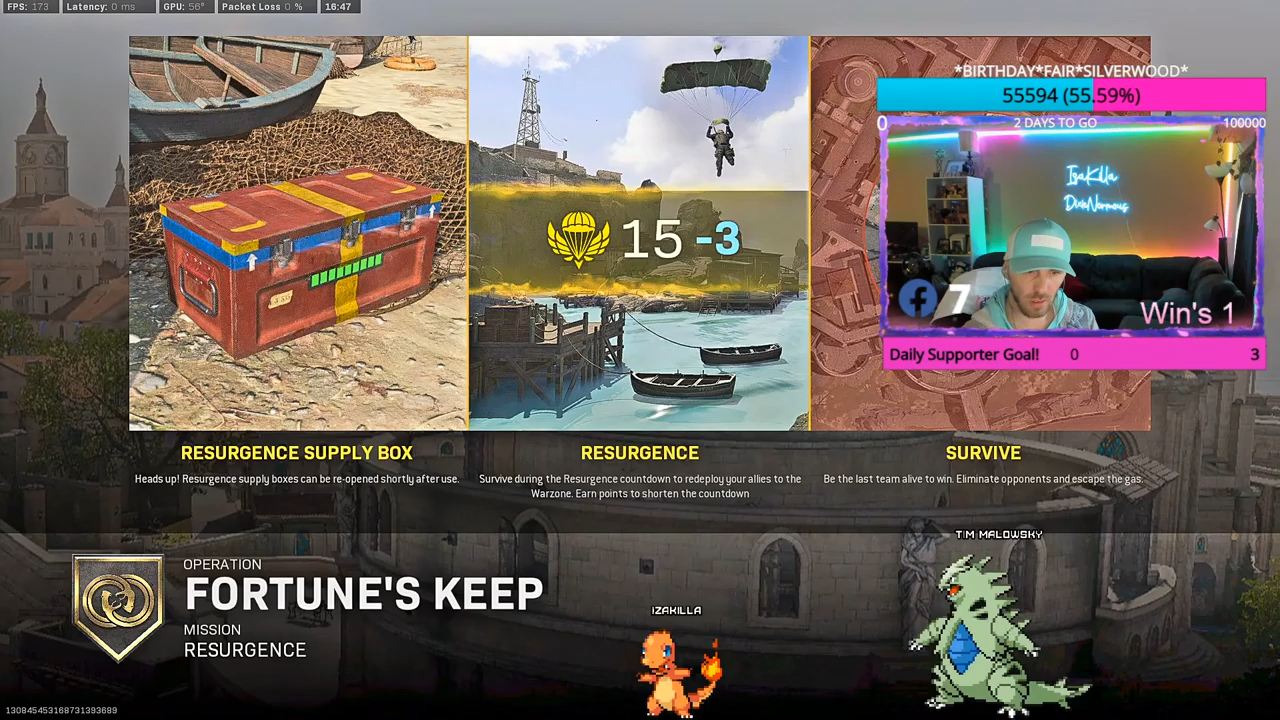 FPS: 173
Latency: 0 ms
GPU: 56°
Packet Loss 0 %
16:47
*BIRTHDAY*FAIR*SILVERWOOD*
55594 (55.59%)
0
2 DAYS TO GO
100000
IzaKilla
DixieNormous
7
Win's 1
Daily Supporter Goal!
0
3
15 -3
RESURGENCE SUPPLY BOX
Heads up! Resurgence supply boxes can be re-opened shortly after use.
RESURGENCE
Survive during the Resurgence countdown to redeploy your allies to the
Warzone. Earn points to shorten the countdown
SURVIVE
Be the last team alive to win. Eliminate opponents and escape the gas.
OPERATION
FORTUNE'S KEEP
MISSION
RESURGENCE
IZAKILLA
TIM MALOWSKY
130845453168731393689